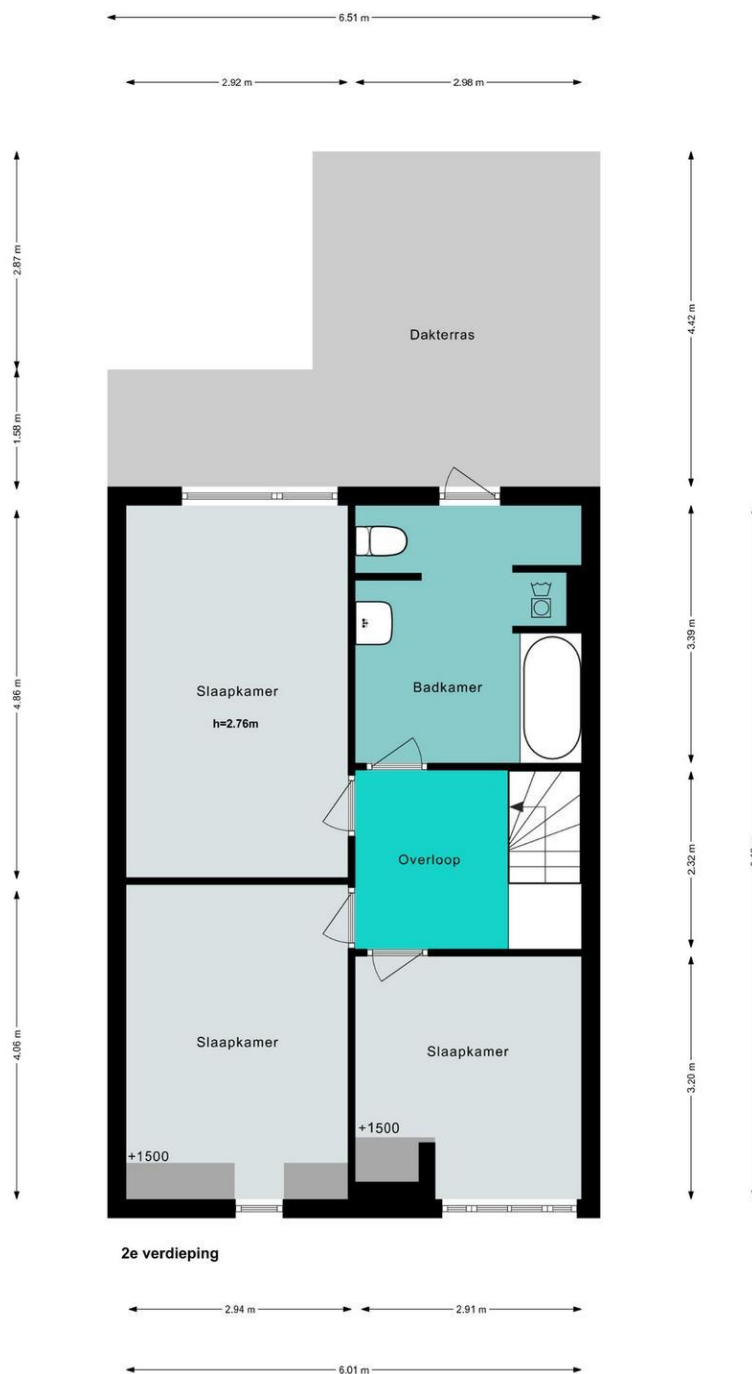 6.51 m
2.92 m
2.98 m
2.87 m
4.42 m
Dakterras
1.58 m
4.86 m
Slaapkamer
h=2.76m
Badkamer
3.39 m
Overloop
2.32 m
4.06 m
Slaapkamer
Slaapkamer
3.20 m
+1500
+1500
2e verdieping
2.94 m
2.91 m
6.01 m